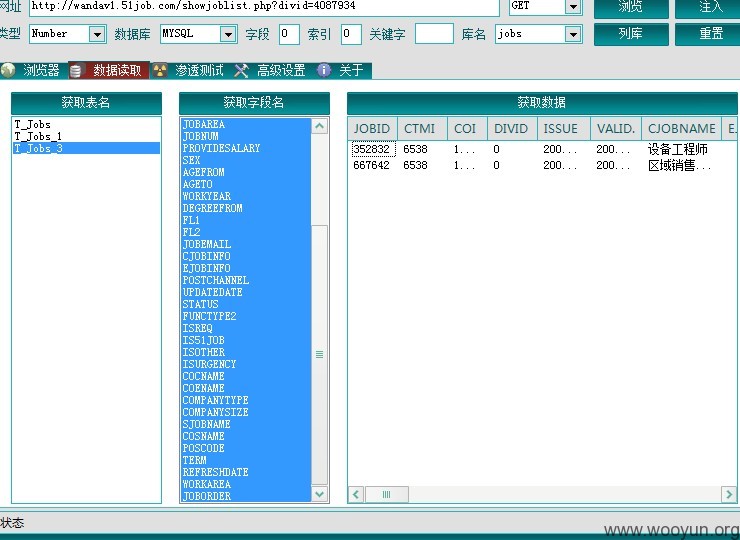 网址 http://wandav1.51job.com/showjoblist.php?divid=4087934 GET 浏览 注入
类型 Number 数据库 MYSQL 字段 0 索引 0 关键字 库名 jobs 列库 重置
浏览器 数据读取 渗透测试 高级设置 关于
获取表名 获取字段名 获取数据
T_Jobs
T_Jobs_1
T_Jobs_3
JOBAREA
JOBNUM
PROVIDESALARY
SEX
AGEFROM
AGETO
WORKYEAR
DEGREEFROM
FL1
FL2
JOBEMAIL
CJOBINFO
EJOBINFO
POSTCHANNEL
UPDATEDATE
STATUS
FUNCTYPE2
ISREQ
IS51JOB
ISOTHER
ISURGENCY
COCNAME
COENAME
COMPANYTYPE
COMPANYSIZE
SJOBNAME
COSNAME
POSCODE
TERM
REFRESHDATE
WORKAREA
JOBORDER
JOBID CTMI COI DIVID ISSUE VALID. CJOBNAME E.
352832 6538 1... 0 200... 200... 设备工程师
667642 6538 1... 0 200... 200... 区域销售...
状态
www.wooyun.org